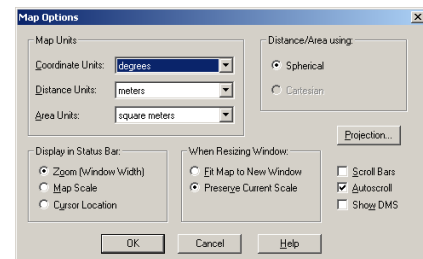 Map Options
Map Units
Coordinate Units: degrees
Distance Units: meters
Area Units: square meters
Distance/Area using:
Spherical
Cartesian
Projection...
Display in Status Bar:
Zoom (Window Width)
Map Scale
Cursor Location
When Resizing Window:
Fit Map to New Window
Preserve Current Scale
Scroll Bars
Autoscroll
Show DMS
OK Cancel Help